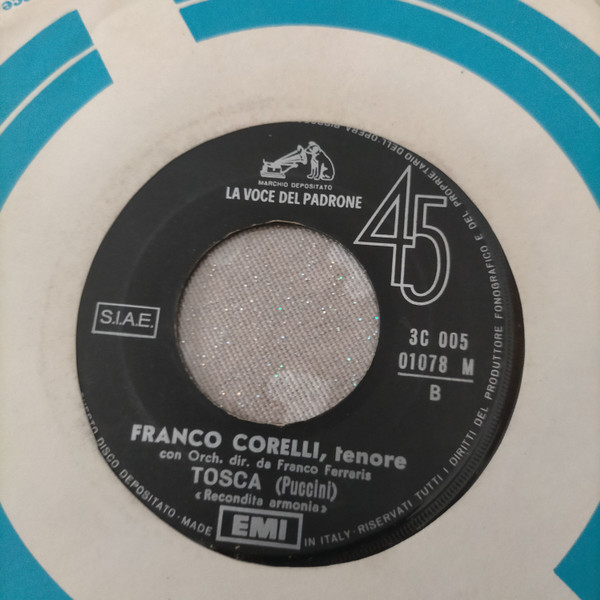 MARCHIO DEPOSITATO
LA VOCE DEL PADRONE
45
S.I.A.E.
3C 005
01078 M
B
FRANCO CORELLI, tenore
con Orch. dir. da Franco Ferraris
TOSCA (Puccini)
«Recondita armonia»
EMI
DISCO DEPOSITATO - MADE IN ITALY - RISERVATI TUTTI I DIRITTI DEL PRODUTTORE FONOGRAFICO E DEL PROPRIETARIO DELL'OPERA